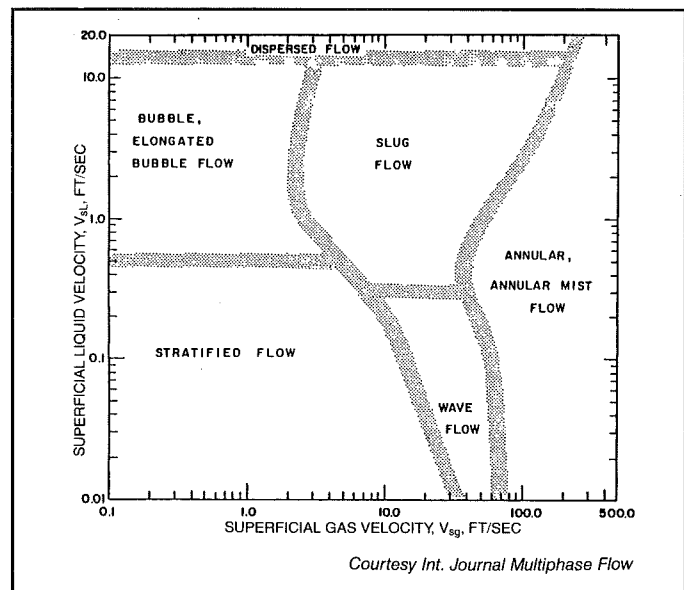 20.0
DISPERSED FLOW
10.0
BUBBLE,
ELONGATED
BUBBLE FLOW
SLUG
FLOW
1.0
ANNULAR,
ANNULAR MIST
FLOW
STRATIFIED FLOW
0.1
WAVE
FLOW
0.01
SUPERFICIAL LIQUID VELOCITY, VsL, FT/SEC
0.1 1.0 10.0 100.0 500.0
SUPERFICIAL GAS VELOCITY, Vsg, FT/SEC
Courtesy Int. Journal Multiphase Flow